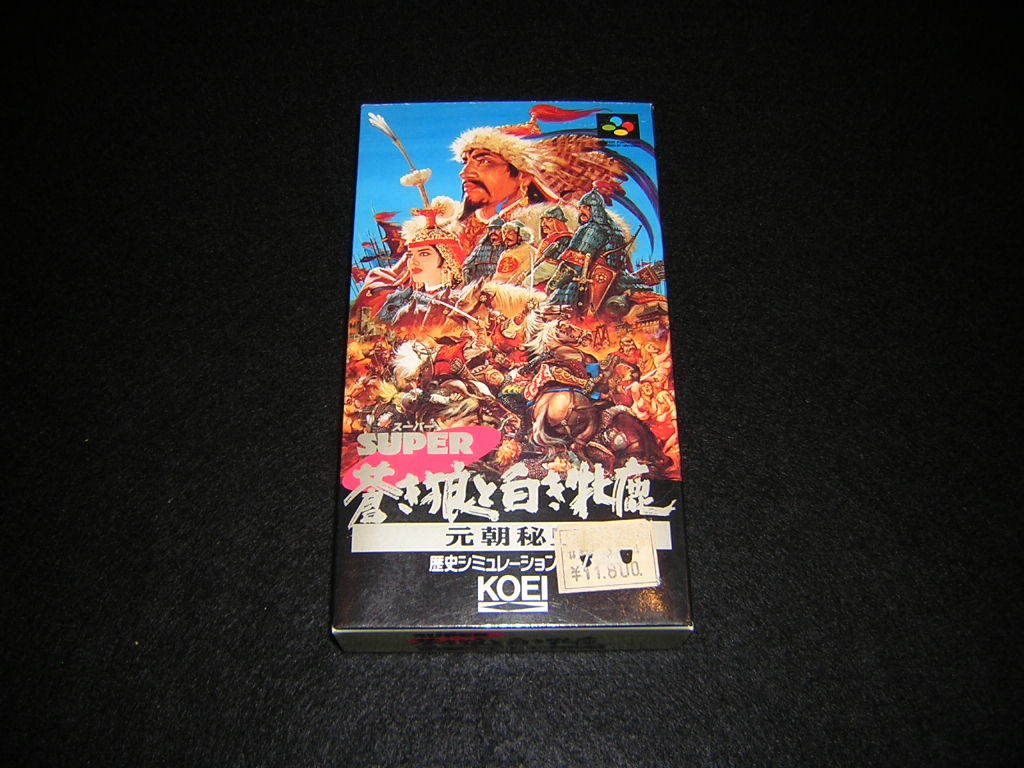 スーパー
SUPER
蒼き狼と白き牝鹿
元朝秘
歴史シミュレーション
KOEI
¥11.800.